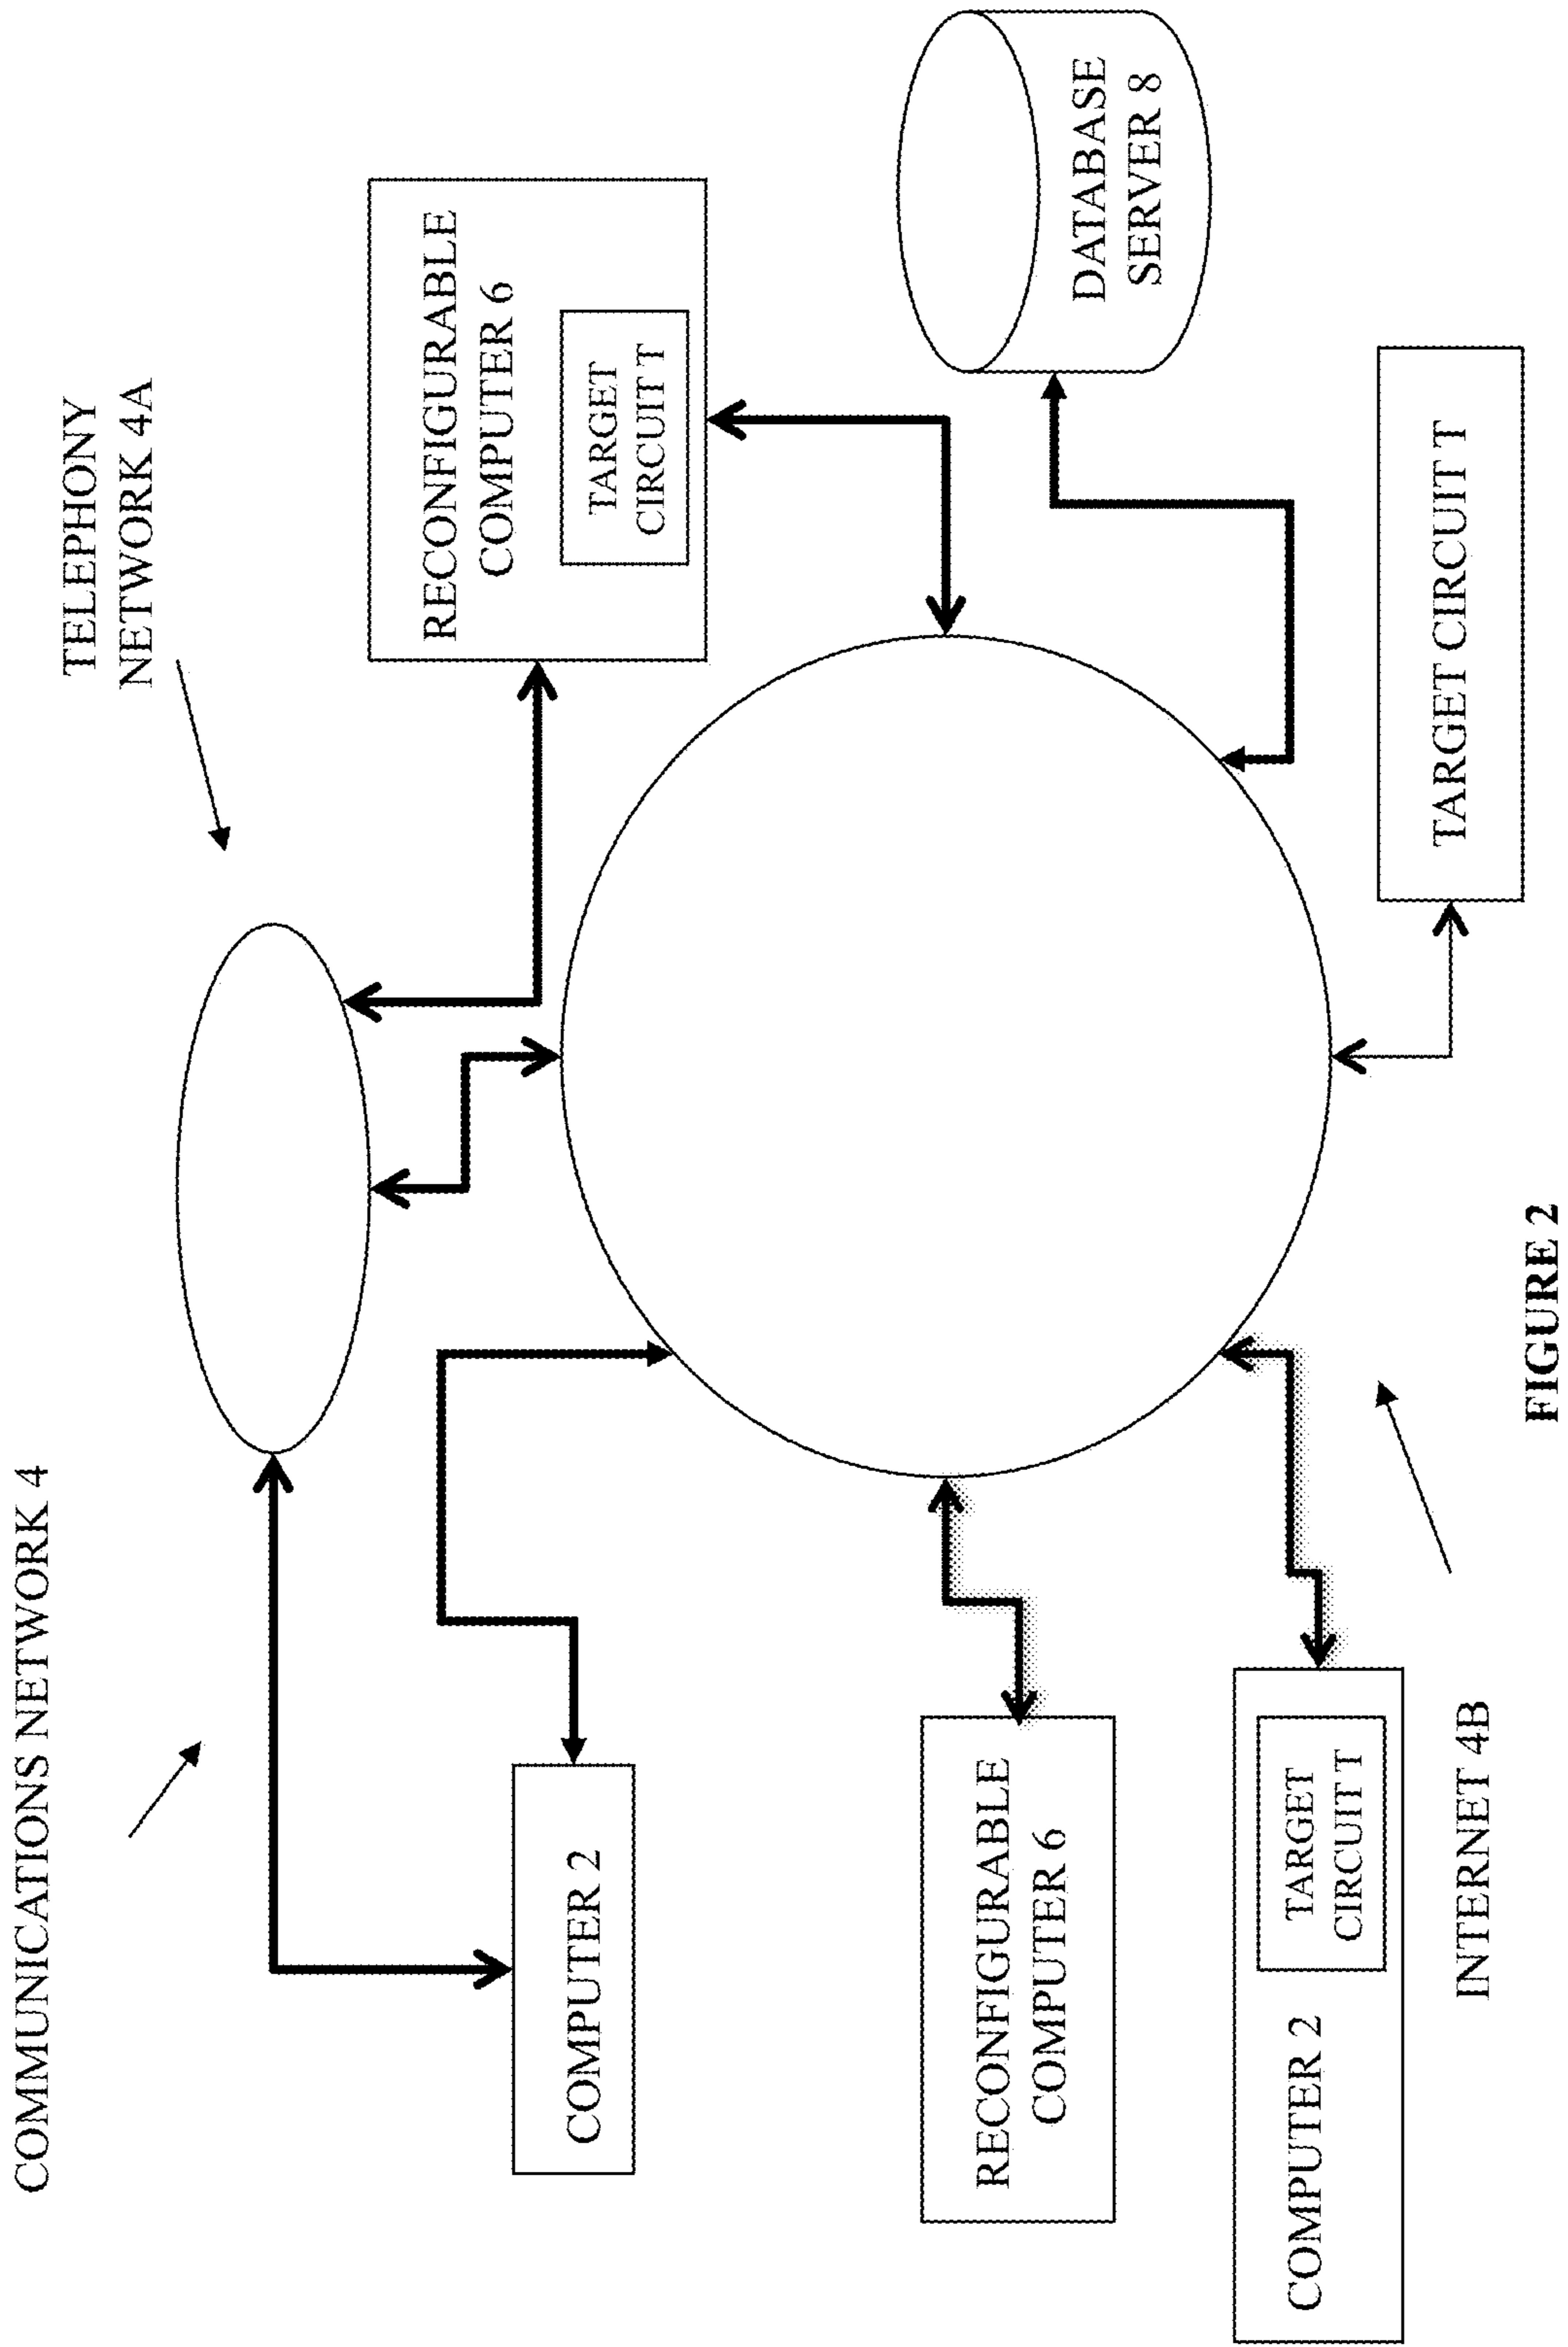 COMMUNICATIONS NETWORK 4
TELEPHONY
NETWORK 4A
COMPUTER 2
RECONFIGURABLE
COMPUTER 6
TARGET
CIRCUIT T
RECONFIGURABLE
COMPUTER 6
DATABASE
SERVER 8
COMPUTER 2
TARGET
CIRCUIT T
TARGET CIRCUIT T
INTERNET 4B
FIGURE 2